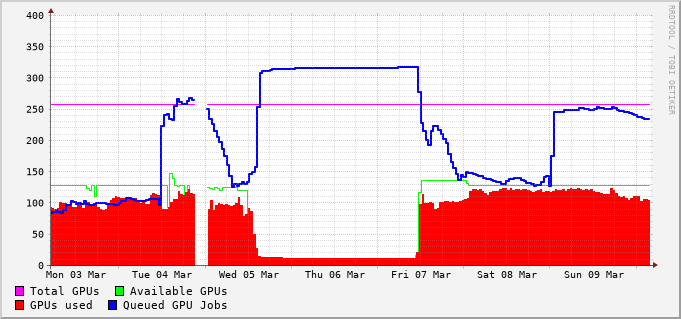 400
350
300
250
200
150
100
50
0
Mon 03 Mar Tue 04 Mar Wed 05 Mar Thu 06 Mar Fri 07 Mar Sat 08 Mar Sun 09 Mar
Total GPUs Available GPUs
GPUs used Queued GPU Jobs
RRDTOOL / TOBI OETIKER